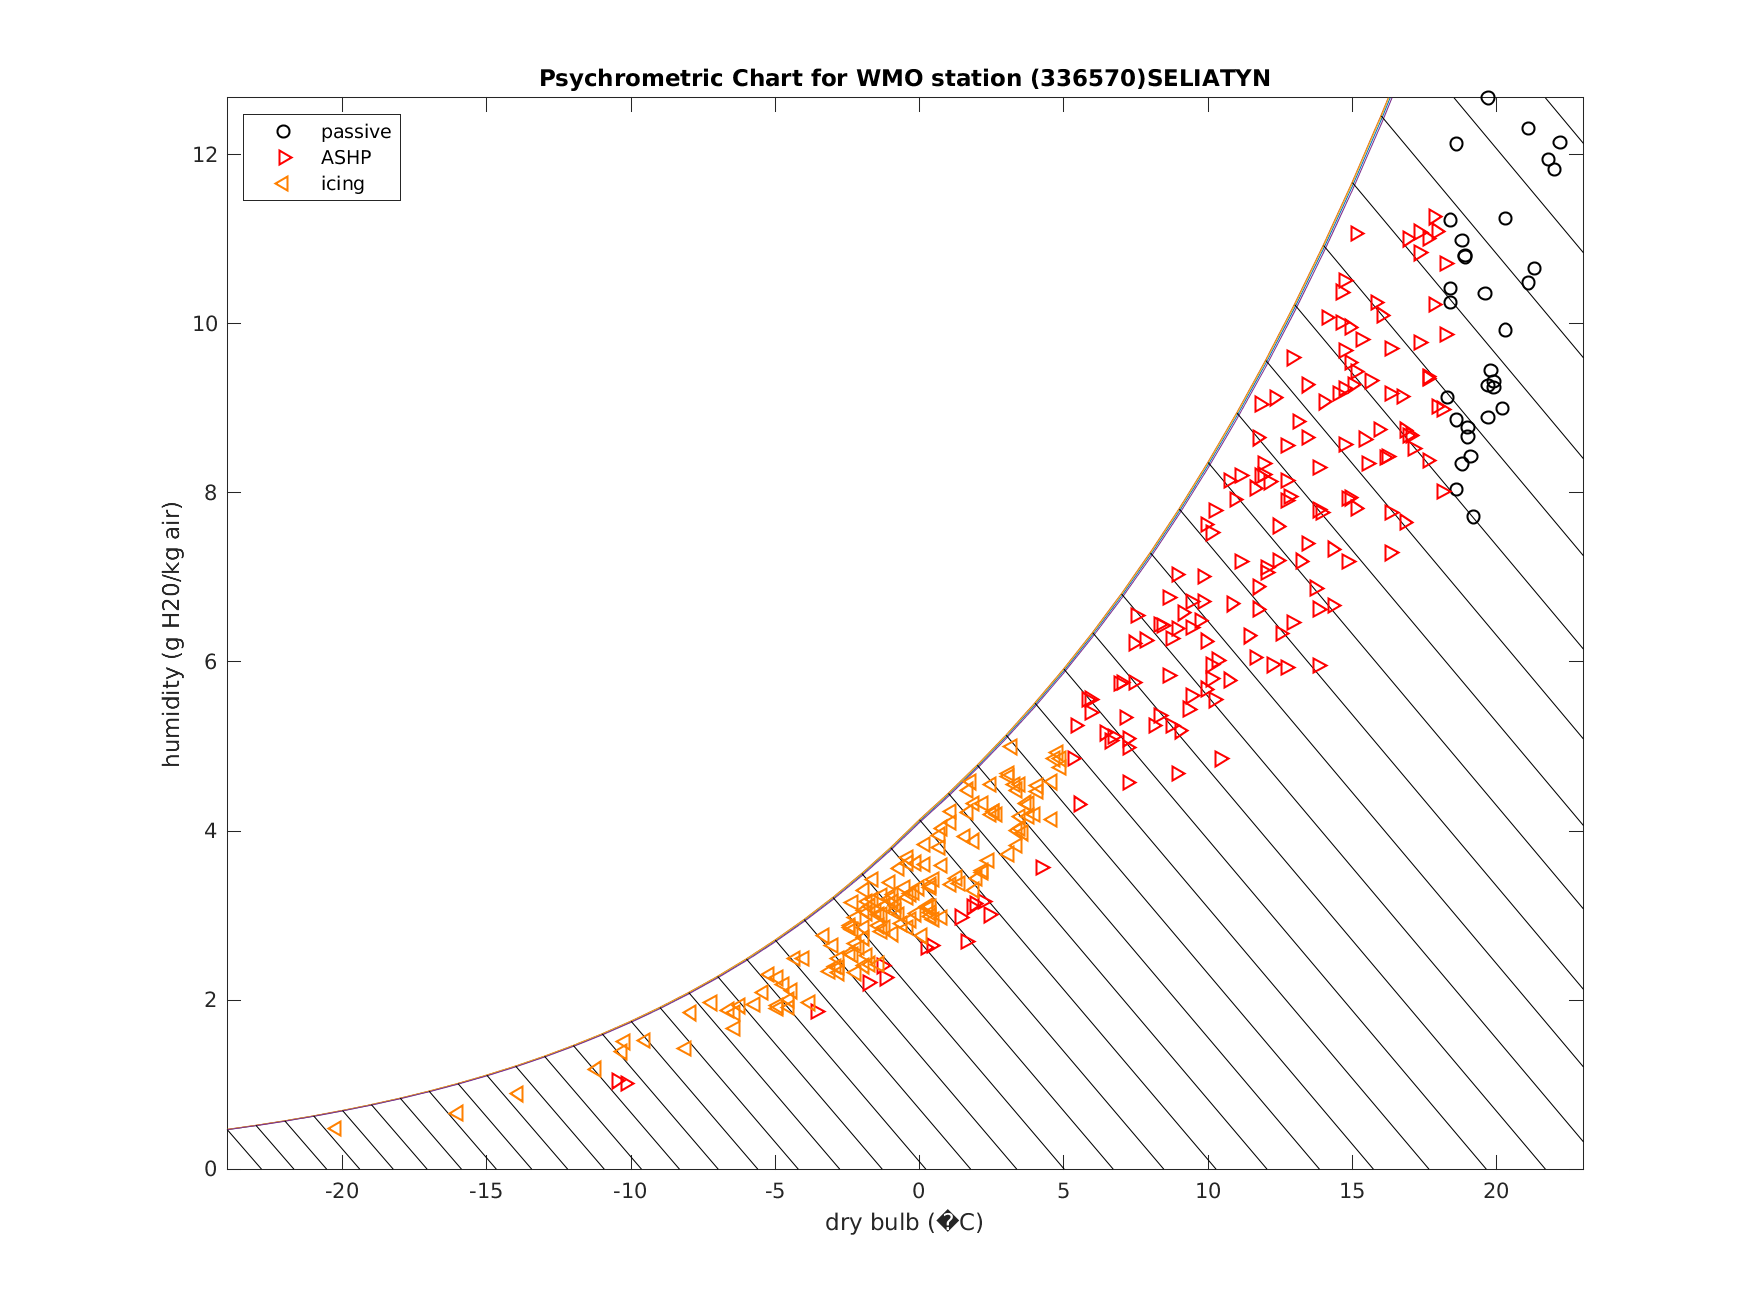 Psychrometric Chart for WMO station (336570)SELIATYN
passive
ASHP
icing
12
10
8
6
4
2
0
humidity (g H20/kg air)
-20 -15 -10 -5 0 5 10 15 20
dry bulb (�C)